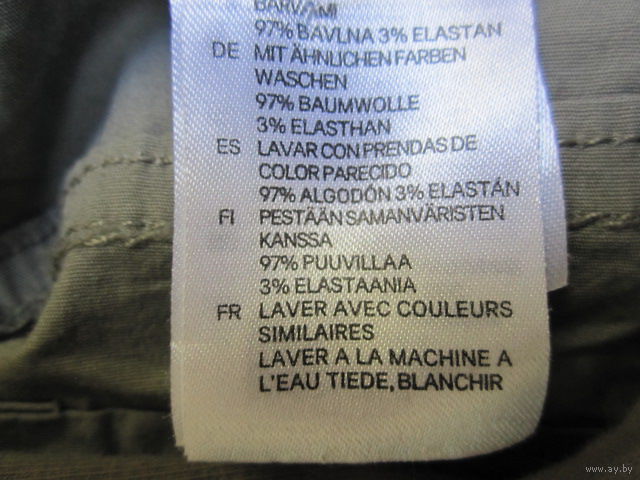 BARVAMI
97% BAVLNA 3% ELASTAN
DE MIT ÄHNLICHEN FARBEN
WASCHEN
97% BAUMWOLLE
3% ELASTHAN
ES LAVAR CON PRENDAS DE
COLOR PARECIDO
97% ALGODÓN 3% ELASTÁN
FI PESTÄÄN SAMANVÄRISTEN
KANSSA
97% PUUVILLAA
3% ELASTAANIA
FR LAVER AVEC COULEURS
SIMILAIRES
LAVER A LA MACHINE A
L'EAU TIEDE, BLANCHIR
www.ay.by